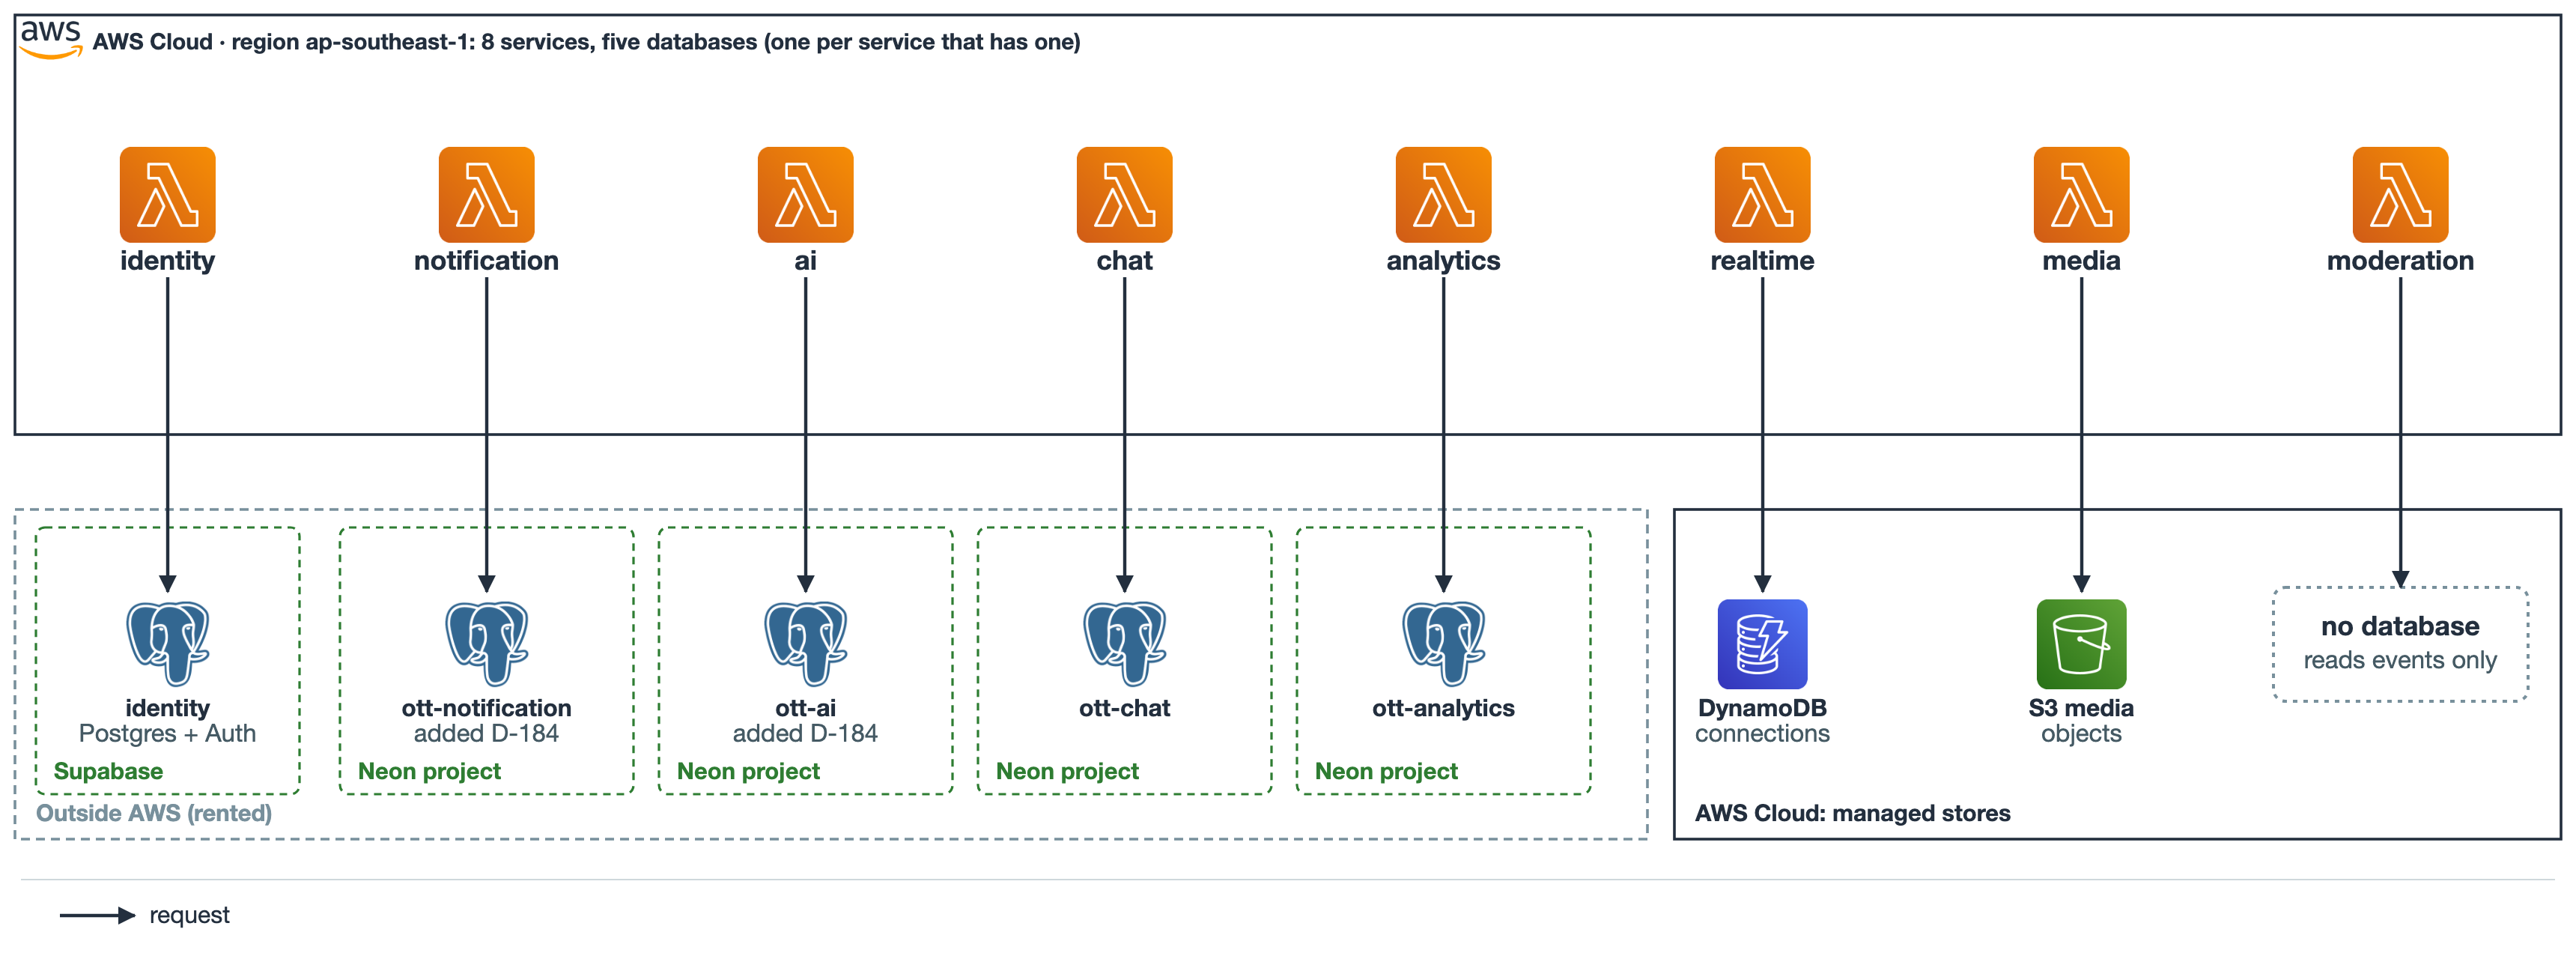 aws
AWS Cloud · region ap-southeast-1: 8 services, five databases (one per service that has one)
identity
notification
ai
chat
analytics
realtime
media
moderation
identity
Postgres + Auth
Supabase
ott-notification
added D-184
Neon project
ott-ai
added D-184
Neon project
ott-chat
Neon project
ott-analytics
Neon project
Outside AWS (rented)
DynamoDB
connections
S3 media
objects
no database
reads events only
AWS Cloud: managed stores
request